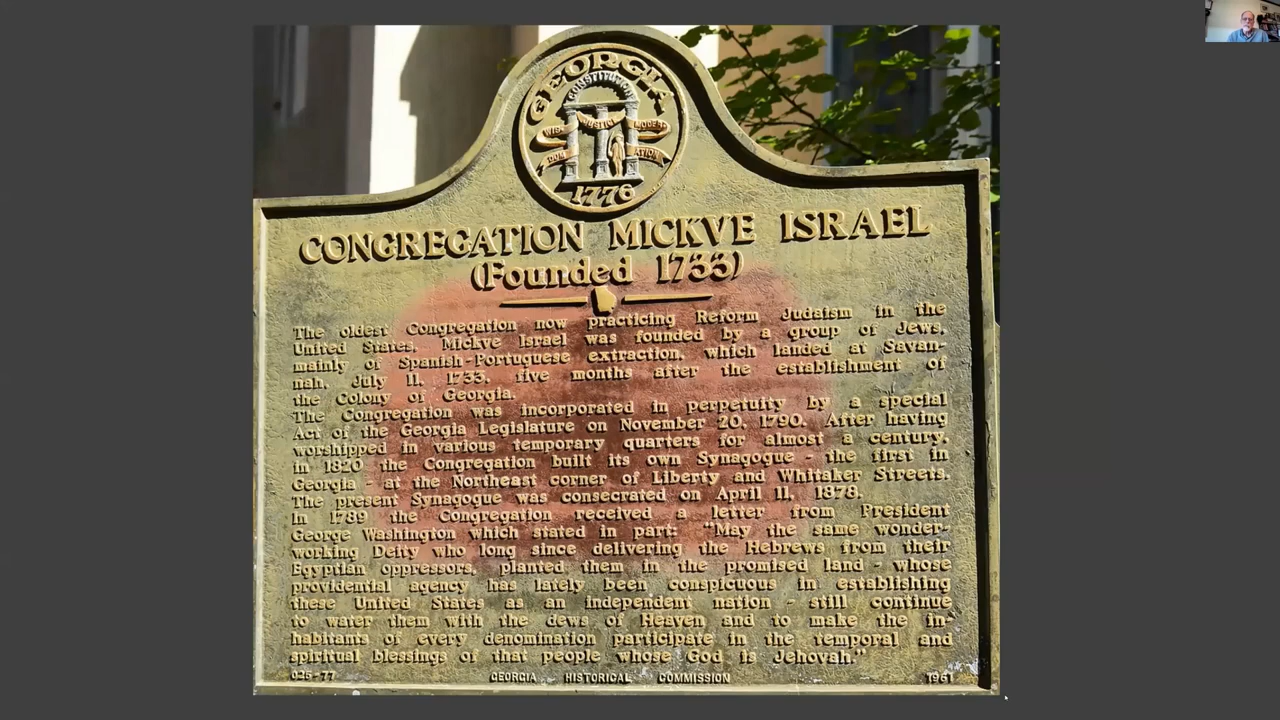 GEORGIA
CONSTITUTION
WIS- JUSTICE MODER-
DOM ATION
1776
CONGREGATION MICKVE ISRAEL
(Founded 1733)
The oldest Congregation now practicing Reform Judaism in the
United States, Mickve Israel was founded by a group of Jews,
mainly of Spanish-Portuguese extraction, which landed at Savan-
nah, July 11, 1733, five months after the establishment of
the Colony of Georgia.
The Congregation was incorporated in perpetuity by a special
Act of the Georgia Legislature on November 20, 1790. After having
worshipped in various temporary quarters for almost a century,
in 1820 the Congregation built its own Synagogue - the first in
Georgia - at the Northeast corner of Liberty and Whitaker Streets.
The present Synagogue was consecrated on April 11, 1878.
In 1789 the Congregation received a letter from President
George Washington which stated in part: "May the same wonder-
working Deity who long since delivering the Hebrews from their
Egyptian oppressors, planted them in the promised land - whose
providential agency has lately been conspicuous in establishing
these United States as an independent nation - still continue
to water them with the dews of Heaven and to make the in-
habitants of every denomination participate in the temporal and
spiritual blessings of that people whose God is Jehovah."
025-77 GEORGIA HISTORICAL COMMISSION 1961